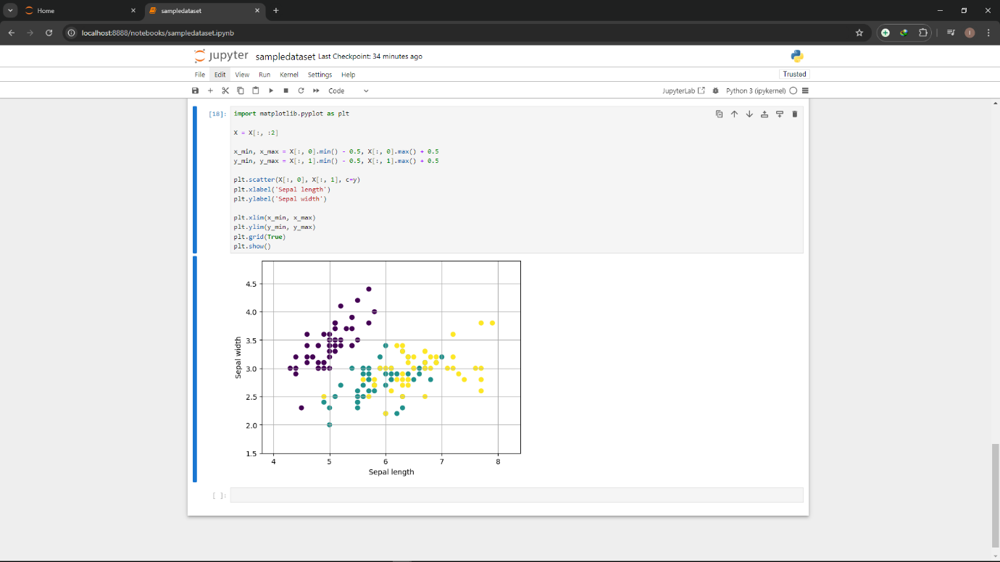 Home
sampledataset
localhost:8888/notebooks/sampledataset.ipynb
I
jupyter sampledataset Last Checkpoint: 34 minutes ago
File Edit View Run Kernel Settings Help
Trusted
Code
JupyterLab
Python 3 (ipykernel)
[18]:
import matplotlib.pyplot as plt
X = X[:, :2]
x_min, x_max = X[:, 0].min() - 0.5, X[:, 0].max() + 0.5
y_min, y_max = X[:, 1].min() - 0.5, X[:, 1].max() + 0.5
plt.scatter(X[:, 0], X[:, 1], c=y)
plt.xlabel('Sepal length')
plt.ylabel('Sepal width')
plt.xlim(x_min, x_max)
plt.ylim(y_min, y_max)
plt.grid(True)
plt.show()
Sepal width
4.5
4.0
3.5
3.0
2.5
2.0
1.5
4 5 6 7 8
Sepal length
[ ]: